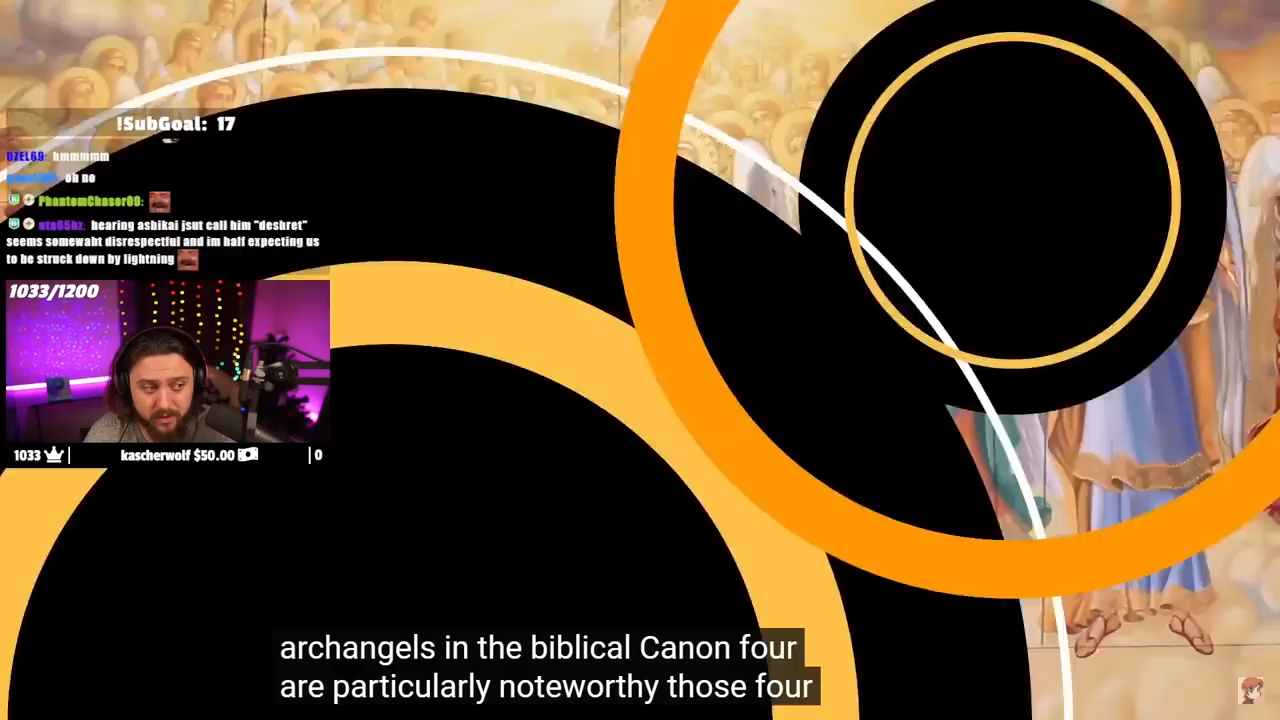 !SubGoal: 17
OZEL69: hmmmmm
oh no
PhantomChaser09:
hearing ashikai jsnt call him "deshret"
seems somewaht disrespectful and im half expecting us
to be struck down by lightning
1033/1200
1033 | kascherwolf $50.00 | 0
archangels in the biblical Canon four
are particularly noteworthy those four